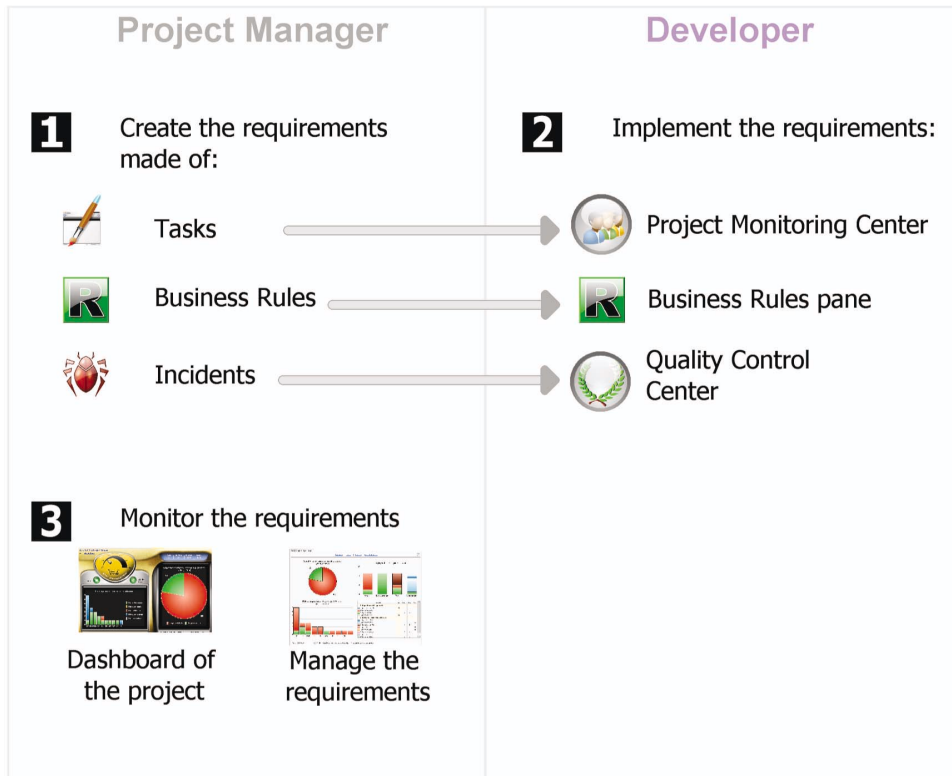 Project Manager
Developer
1
Create the requirements
made of:
2
Implement the requirements:
Tasks
Project Monitoring Center
R
Business Rules
R
Business Rules pane
Incidents
Quality Control
Center
3
Monitor the requirements
Dashboard of
the project
Manage the
requirements